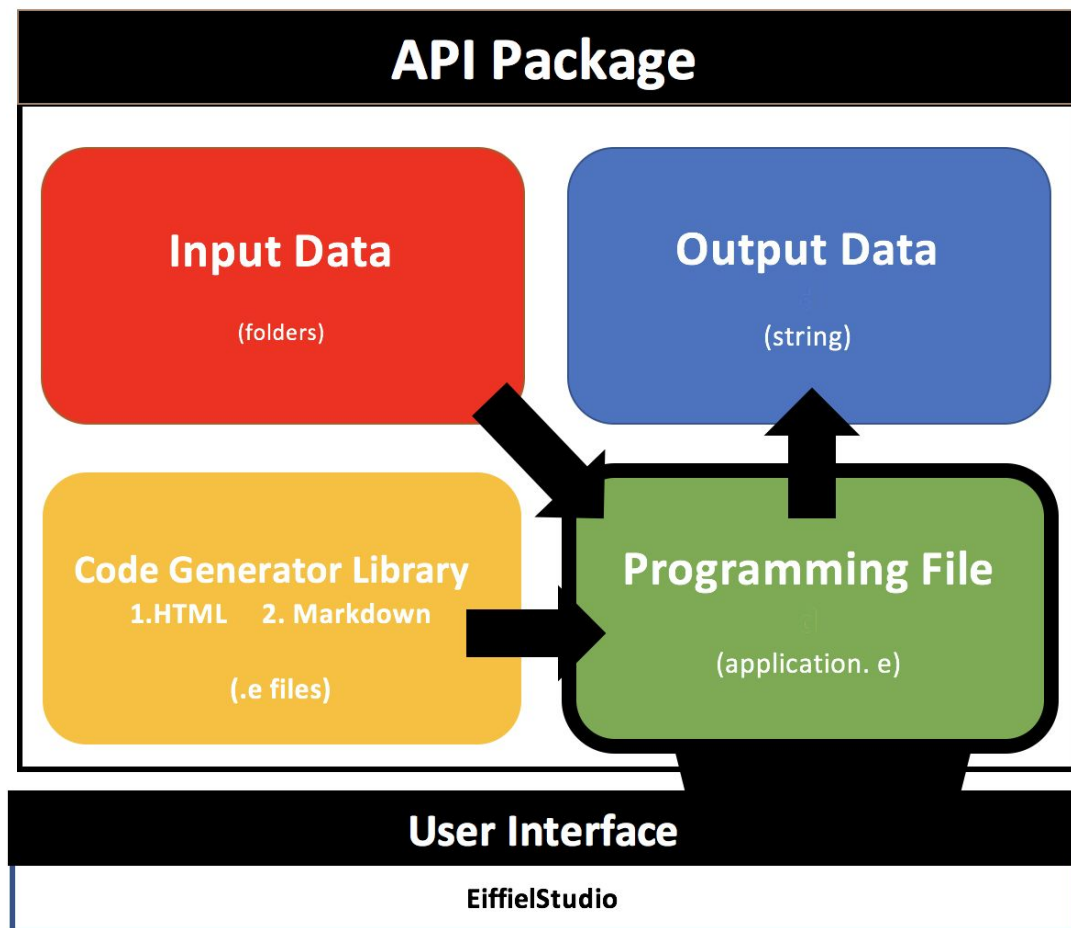 API Package
Input Data
(folders)
Output Data
(string)
Code Generator Library
1.HTML 2. Markdown
(.e files)
Programming File
(application. e)
User Interface
EiffielStudio